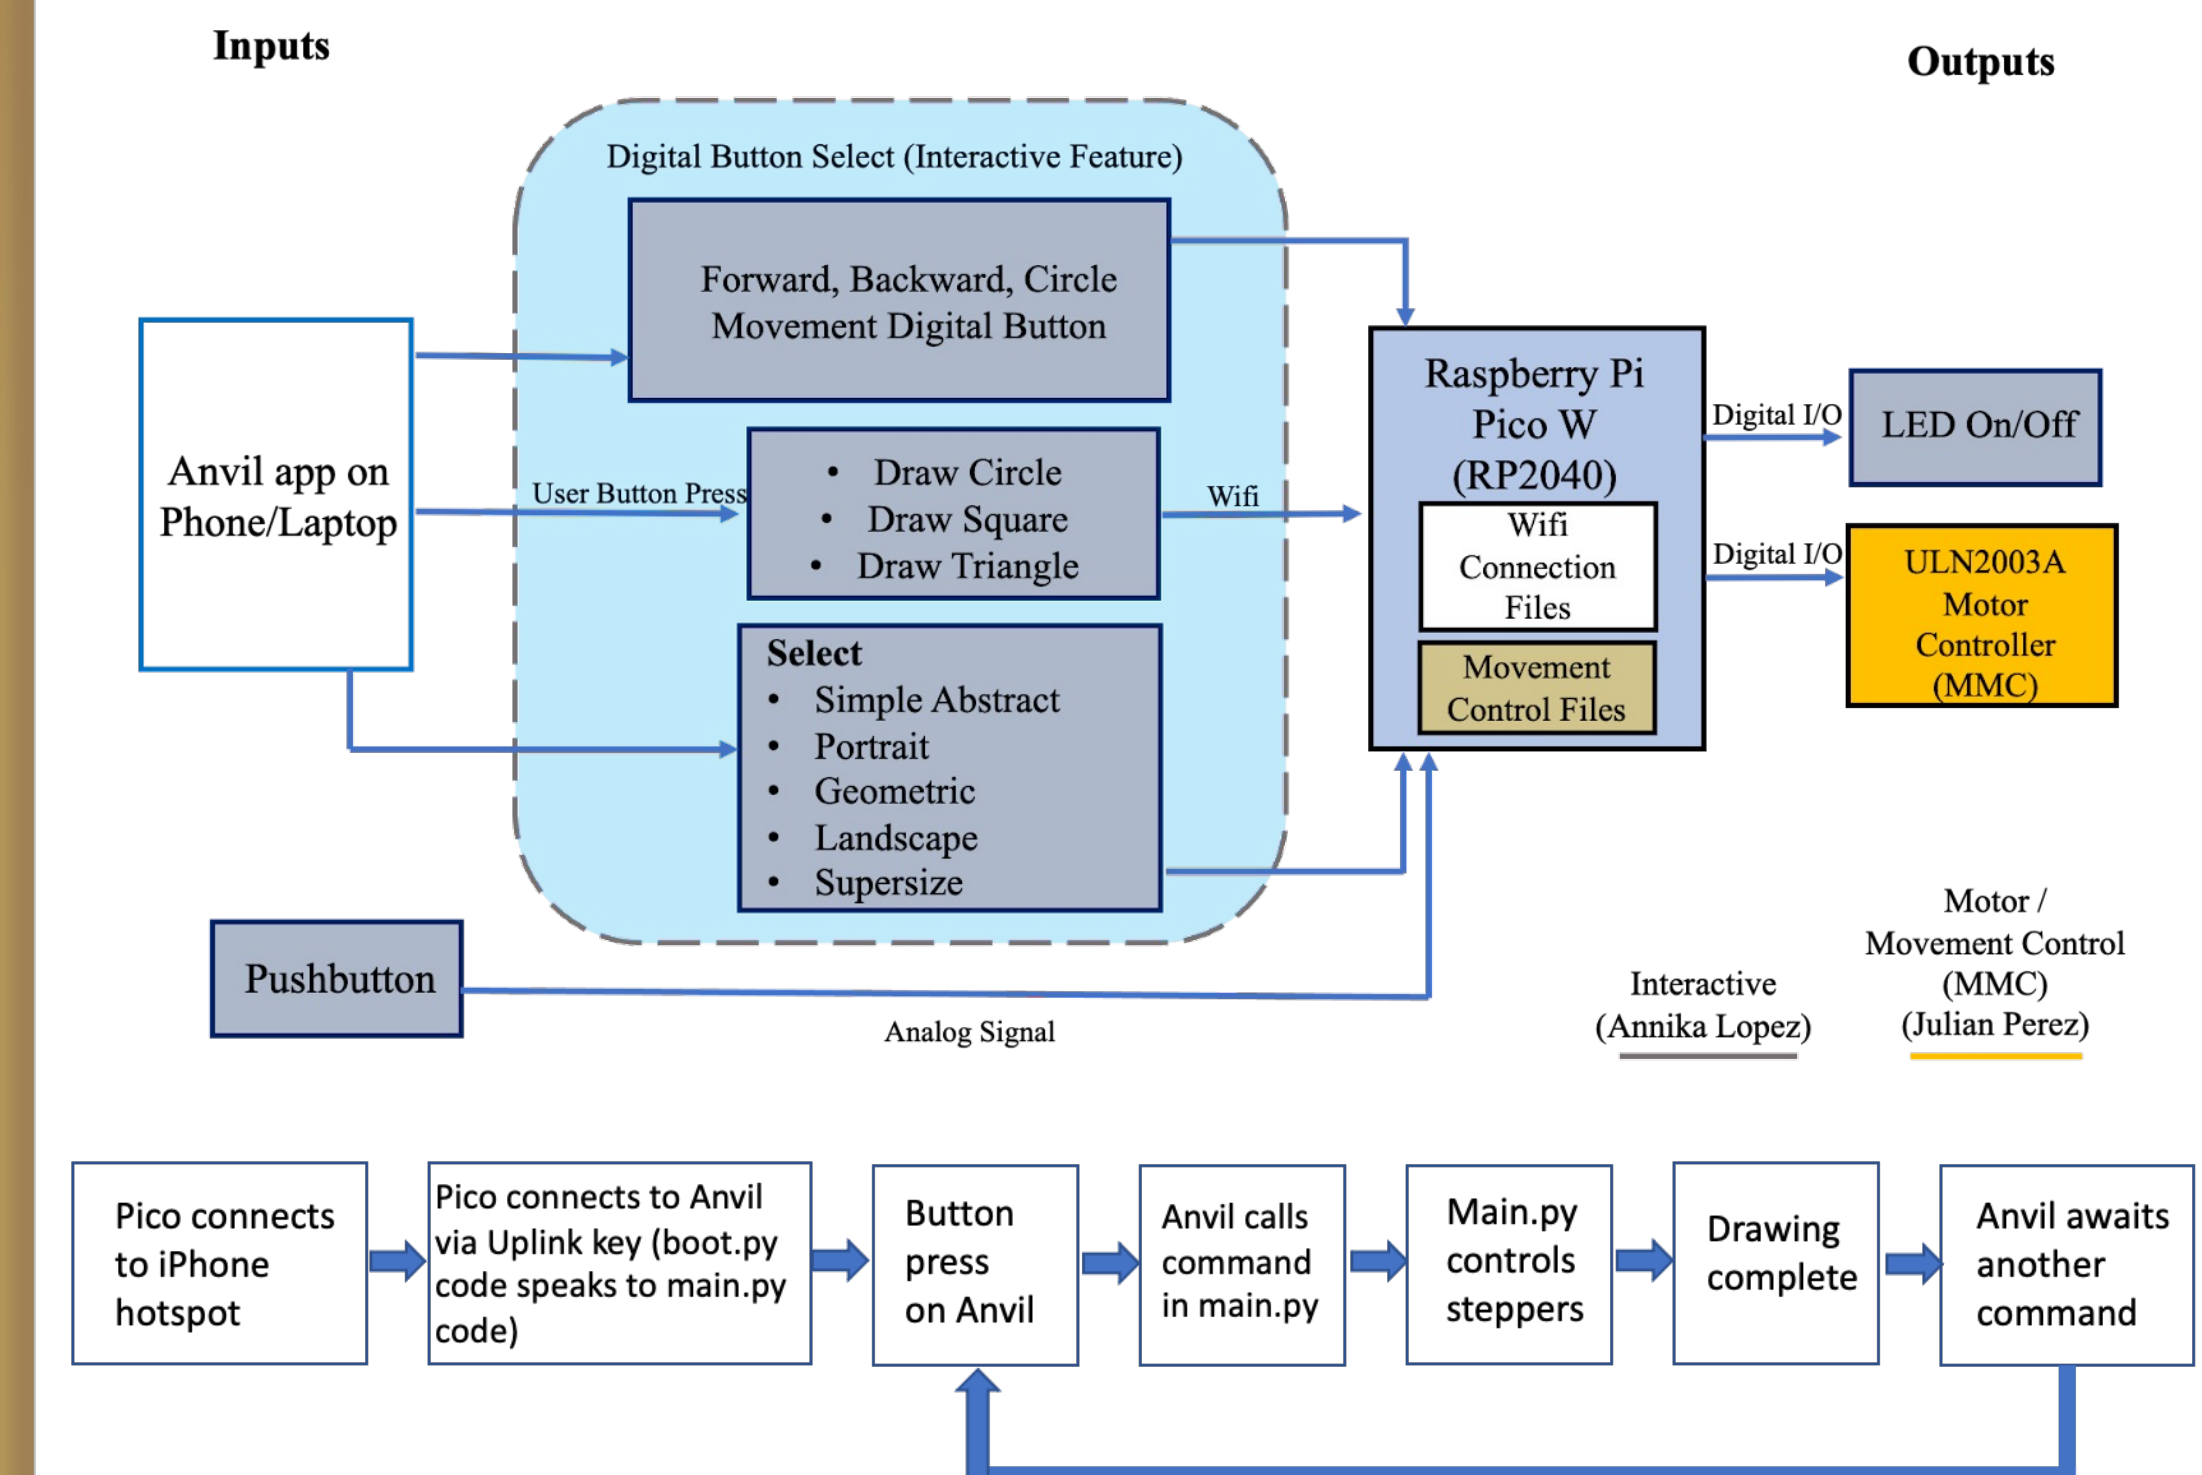 Inputs
Outputs
Digital Button Select (Interactive Feature)
Forward, Backward, Circle
Movement Digital Button
Anvil app on
Phone/Laptop
User Button Press
• Draw Circle
• Draw Square
• Draw Triangle
Wifi
Select
• Simple Abstract
• Portrait
• Geometric
• Landscape
• Supersize
Raspberry Pi
Pico W
(RP2040)
Wifi
Connection
Files
Movement
Control Files
Digital I/O
LED On/Off
Digital I/O
ULN2003A
Motor
Controller
(MMC)
Pushbutton
Analog Signal
Interactive
(Annika Lopez)
Motor /
Movement Control
(MMC)
(Julian Perez)
Pico connects
to iPhone
hotspot
Pico connects to Anvil
via Uplink key (boot.py
code speaks to main.py
code)
Button
press
on Anvil
Anvil calls
command
in main.py
Main.py
controls
steppers
Drawing
complete
Anvil awaits
another
command